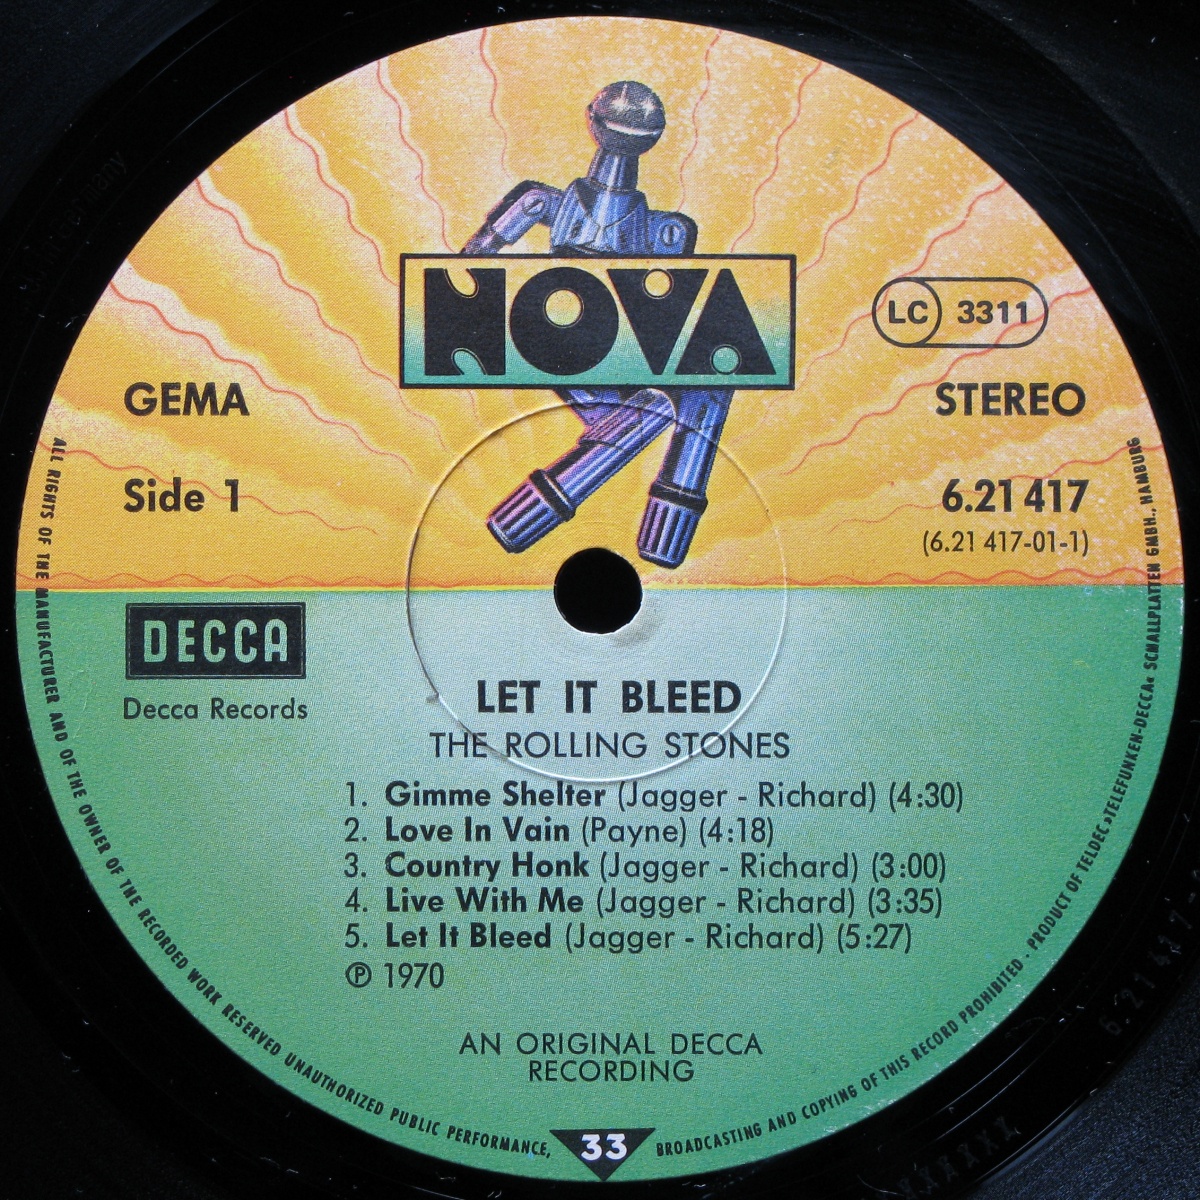 NOVA
LC 3311
GEMA
STEREO
Side 1
6.21 417
(6.21 417-01-1)
DECCA
Decca Records
LET IT BLEED
THE ROLLING STONES
1. Gimme Shelter (Jagger - Richard) (4:30)
2. Love In Vain (Payne) (4:18)
3. Country Honk (Jagger - Richard) (3:00)
4. Live With Me (Jagger - Richard) (3:35)
5. Let It Bleed (Jagger - Richard) (5:27)
℗ 1970
AN ORIGINAL DECCA
RECORDING
33
ALL RIGHTS OF THE MANUFACTURER AND OF THE OWNER OF THE RECORDED WORK RESERVED UNAUTHORIZED PUBLIC PERFORMANCE, BROADCASTING AND COPYING OF THIS RECORD PROHIBITED · PRODUCT OF TELDEC »TELEFUNKEN-DECCA« SCHALLPLATTEN GMBH., HAMBURG